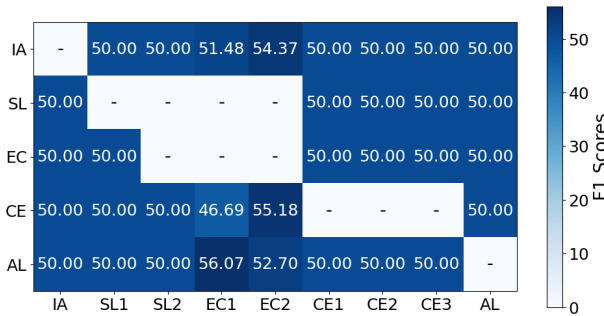 IA - 50.00 50.00 51.48 54.37 50.00 50.00 50.00 50.00
SL 50.00 - - - - 50.00 50.00 50.00 50.00
EC 50.00 50.00 - - - 50.00 50.00 50.00 50.00
CE 50.00 50.00 50.00 46.69 55.18 - - - 50.00
AL 50.00 50.00 50.00 56.07 52.70 50.00 50.00 50.00 -
IA SL1 SL2 EC1 EC2 CE1 CE2 CE3 AL
50
40
30
20
10
0
F1 Scores